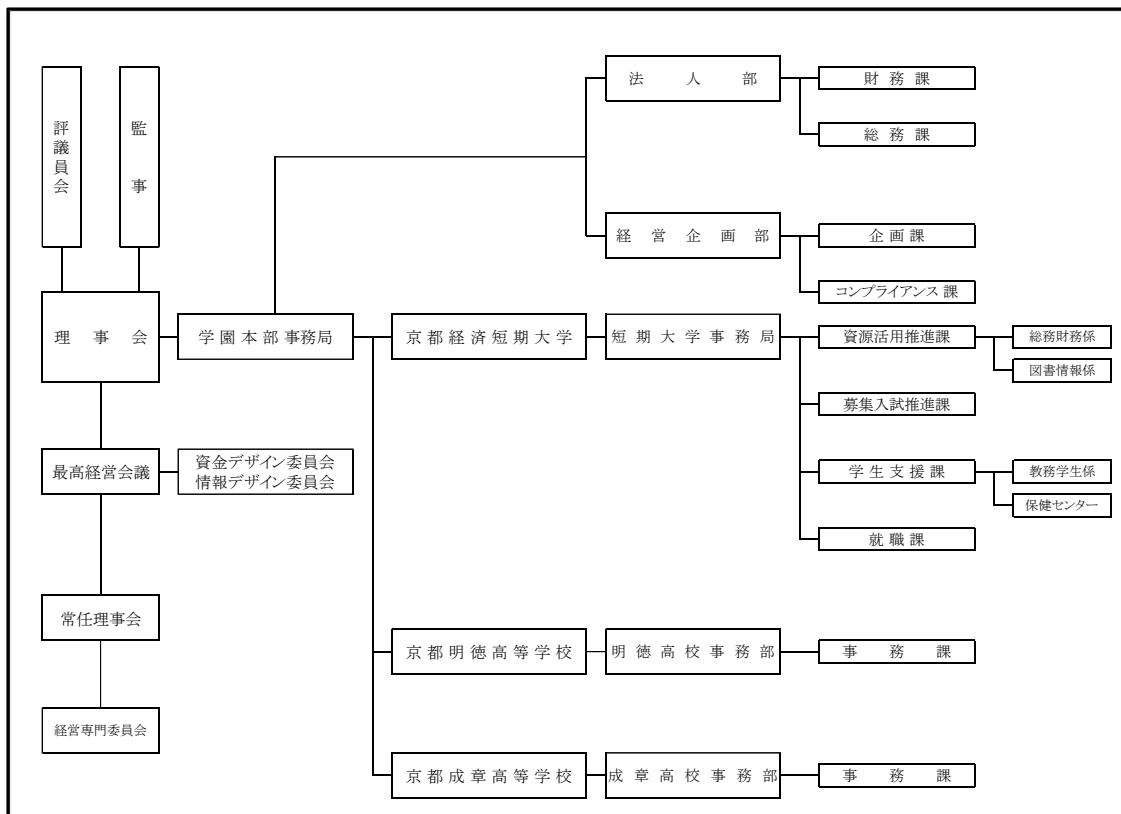 評議員会
監事
理事会
最高経営会議
資金デザイン委員会
情報デザイン委員会
常任理事会
経営専門委員会
学園本部事務局
法人部
財務課
総務課
経営企画部
企画課
コンプライアンス課
京都経済短期大学
短期大学事務局
資源活用推進課
総務財務係
図書情報係
募集入試推進課
学生支援課
教務学生係
保健センター
就職課
京都明徳高等学校
明徳高校事務部
事務課
京都成章高等学校
成章高校事務部
事務課